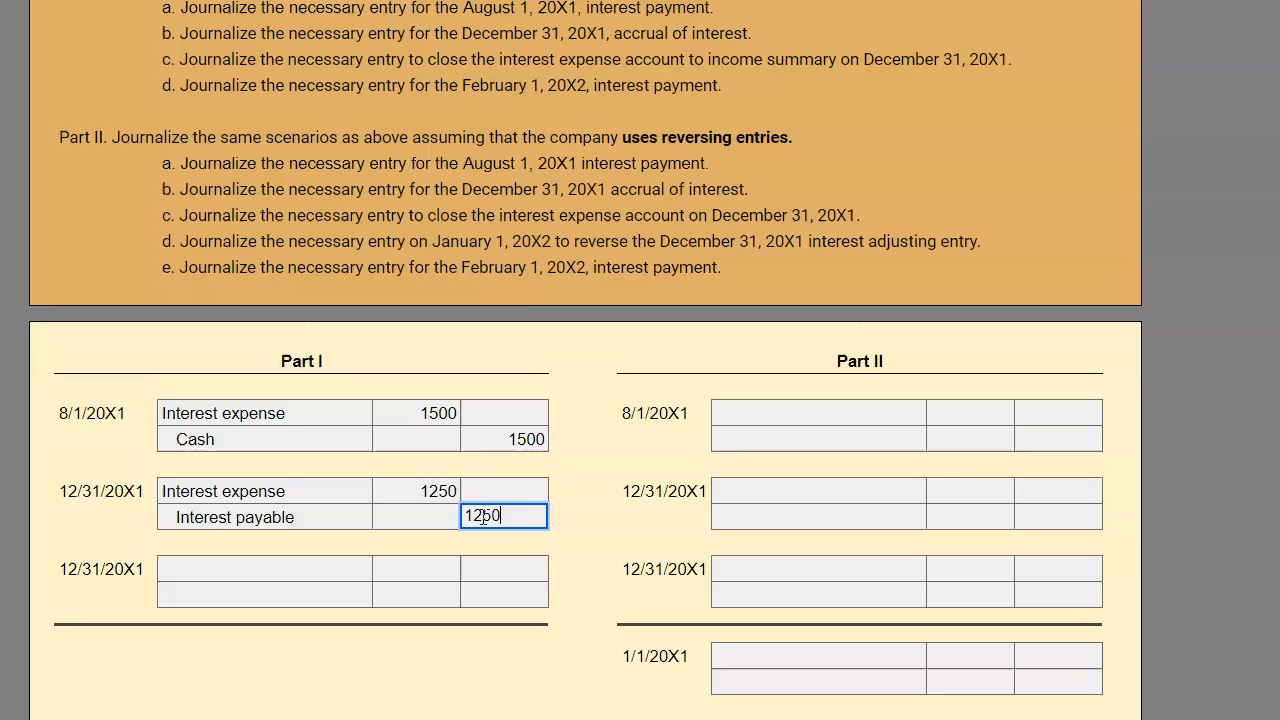 a. Journalize the necessary entry for the August 1, 20X1, interest payment.
b. Journalize the necessary entry for the December 31, 20X1, accrual of interest.
c. Journalize the necessary entry to close the interest expense account to income summary on December 31, 20X1.
d. Journalize the necessary entry for the February 1, 20X2, interest payment.
Part II. Journalize the same scenarios as above assuming that the company uses reversing entries.
a. Journalize the necessary entry for the August 1, 20X1 interest payment.
b. Journalize the necessary entry for the December 31, 20X1 accrual of interest.
c. Journalize the necessary entry to close the interest expense account on December 31, 20X1.
d. Journalize the necessary entry on January 1, 20X2 to reverse the December 31, 20X1 interest adjusting entry.
e. Journalize the necessary entry for the February 1, 20X2, interest payment.
Part I
8/1/20X1 Interest expense 1500
Cash 1500
12/31/20X1 Interest expense 1250
Interest payable 1250
12/31/20X1
Part II
8/1/20X1
12/31/20X1
12/31/20X1
1/1/20X1